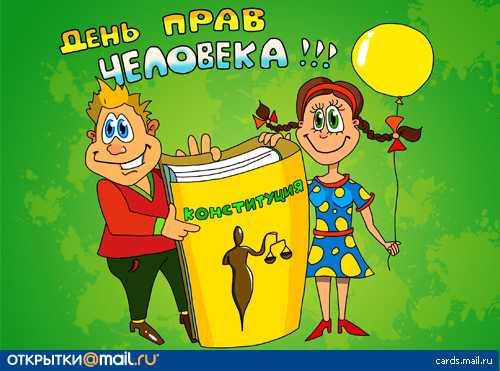 ДЕНЬ ПРАВ
ЧЕЛОВЕКА !!!
КОНСТИТУЦИЯ
ОТКРЫТКИ@mail.ru®
cards.mail.ru